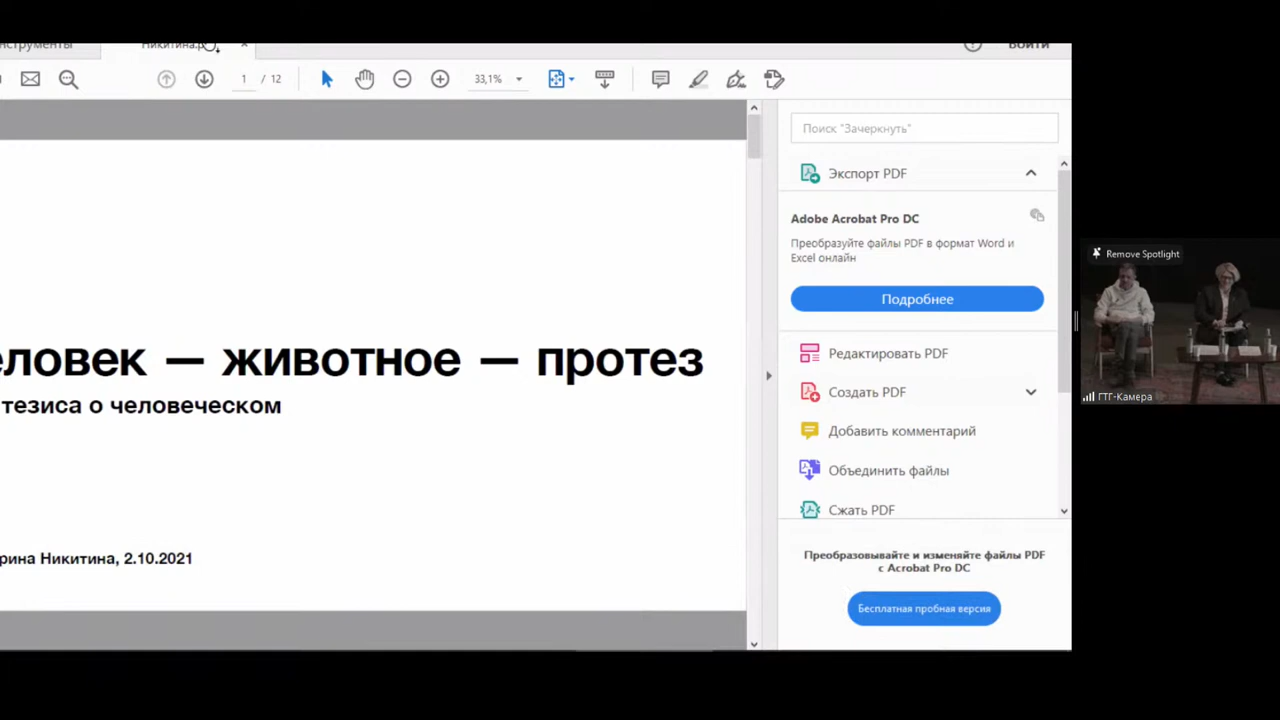 Войти
1 / 12
33,1%
Поиск "Зачеркнуть"
Экспорт PDF
Adobe Acrobat Pro DC
Преобразуйте файлы PDF в формат Word и
Excel онлайн
Подробнее
Редактировать PDF
Создать PDF
Добавить комментарий
Объединить файлы
Сжать PDF
Преобразовывайте и изменяйте файлы PDF
с Acrobat Pro DC
Бесплатная пробная версия
еловек — животное — протез
тезиса о человеческом
рина Никитина, 2.10.2021
Remove Spotlight
ГТГ-Камера